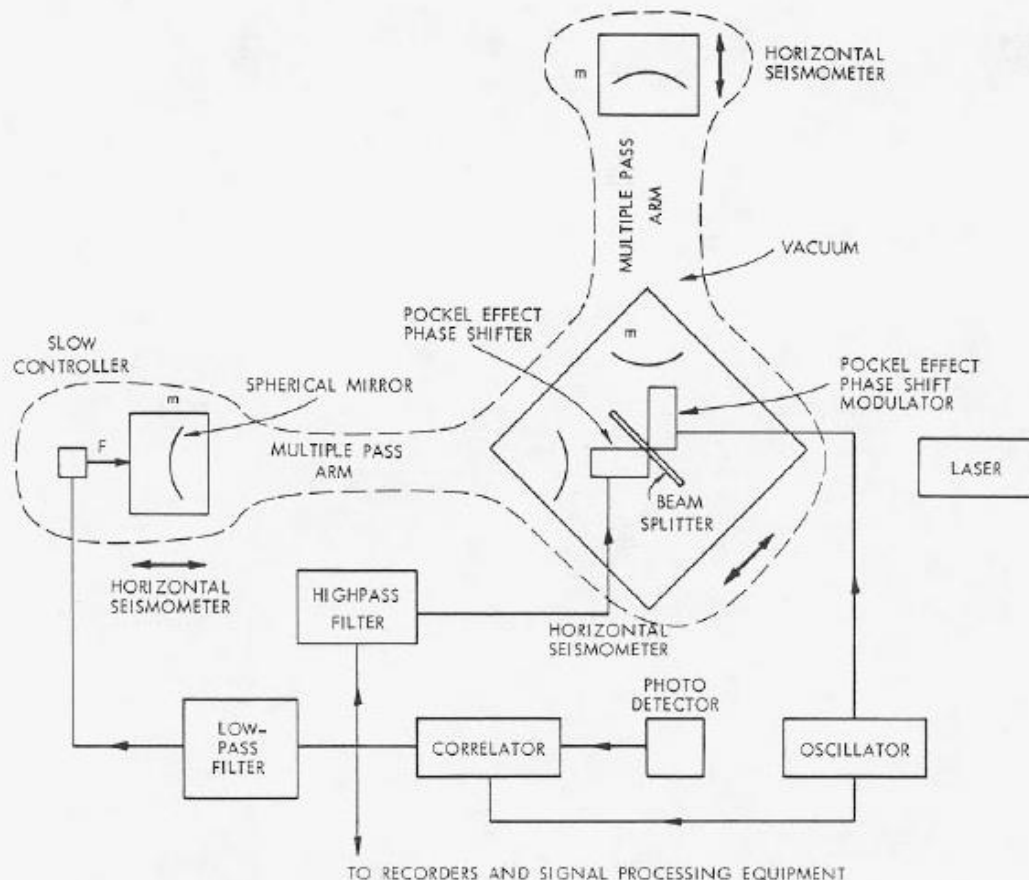 m
HORIZONTAL
SEISMOMETER
MULTIPLE PASS
ARM
VACUUM
POCKEL EFFECT
PHASE SHIFTER
m
SLOW
CONTROLLER
SPHERICAL MIRROR
POCKEL EFFECT
PHASE SHIFT
MODULATOR
m
F
MULTIPLE PASS
ARM
LASER
BEAM
SPLITTER
HORIZONTAL
SEISMOMETER
HIGHPASS
FILTER
HORIZONTAL
SEISMOMETER
PHOTO
DETECTOR
LOW-
PASS
FILTER
CORRELATOR
OSCILLATOR
TO RECORDERS AND SIGNAL PROCESSING EQUIPMENT